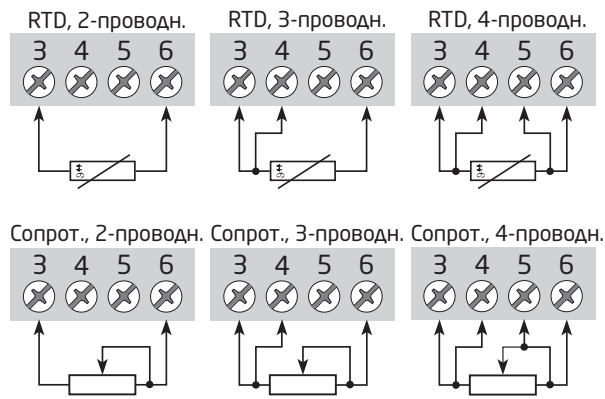 RTD, 2-проводн. RTD, 3-проводн. RTD, 4-проводн.
3 4 5 6 3 4 5 6 3 4 5 6
Сопрот., 2-проводн. Сопрот., 3-проводн. Сопрот., 4-проводн.
3 4 5 6 3 4 5 6 3 4 5 6